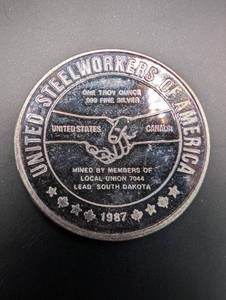 UNITED STEELWORKERS OF AMERICA
ONE TROY OUNCE
.999 FINE SILVER
UNITED STATES
CANADA
MINED BY MEMBERS OF
LOCAL UNION 7044
LEAD SOUTH DAKOTA
1987